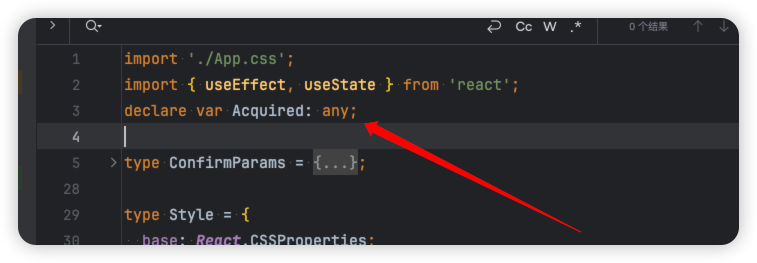 Cc W .* 0 个结果
1 import './App.css';
2 import { useEffect, useState } from 'react';
3 declare var Acquired: any;
4
5 type ConfirmParams = {...};
28
29 type Style = {
30 base: React.CSSProperties;